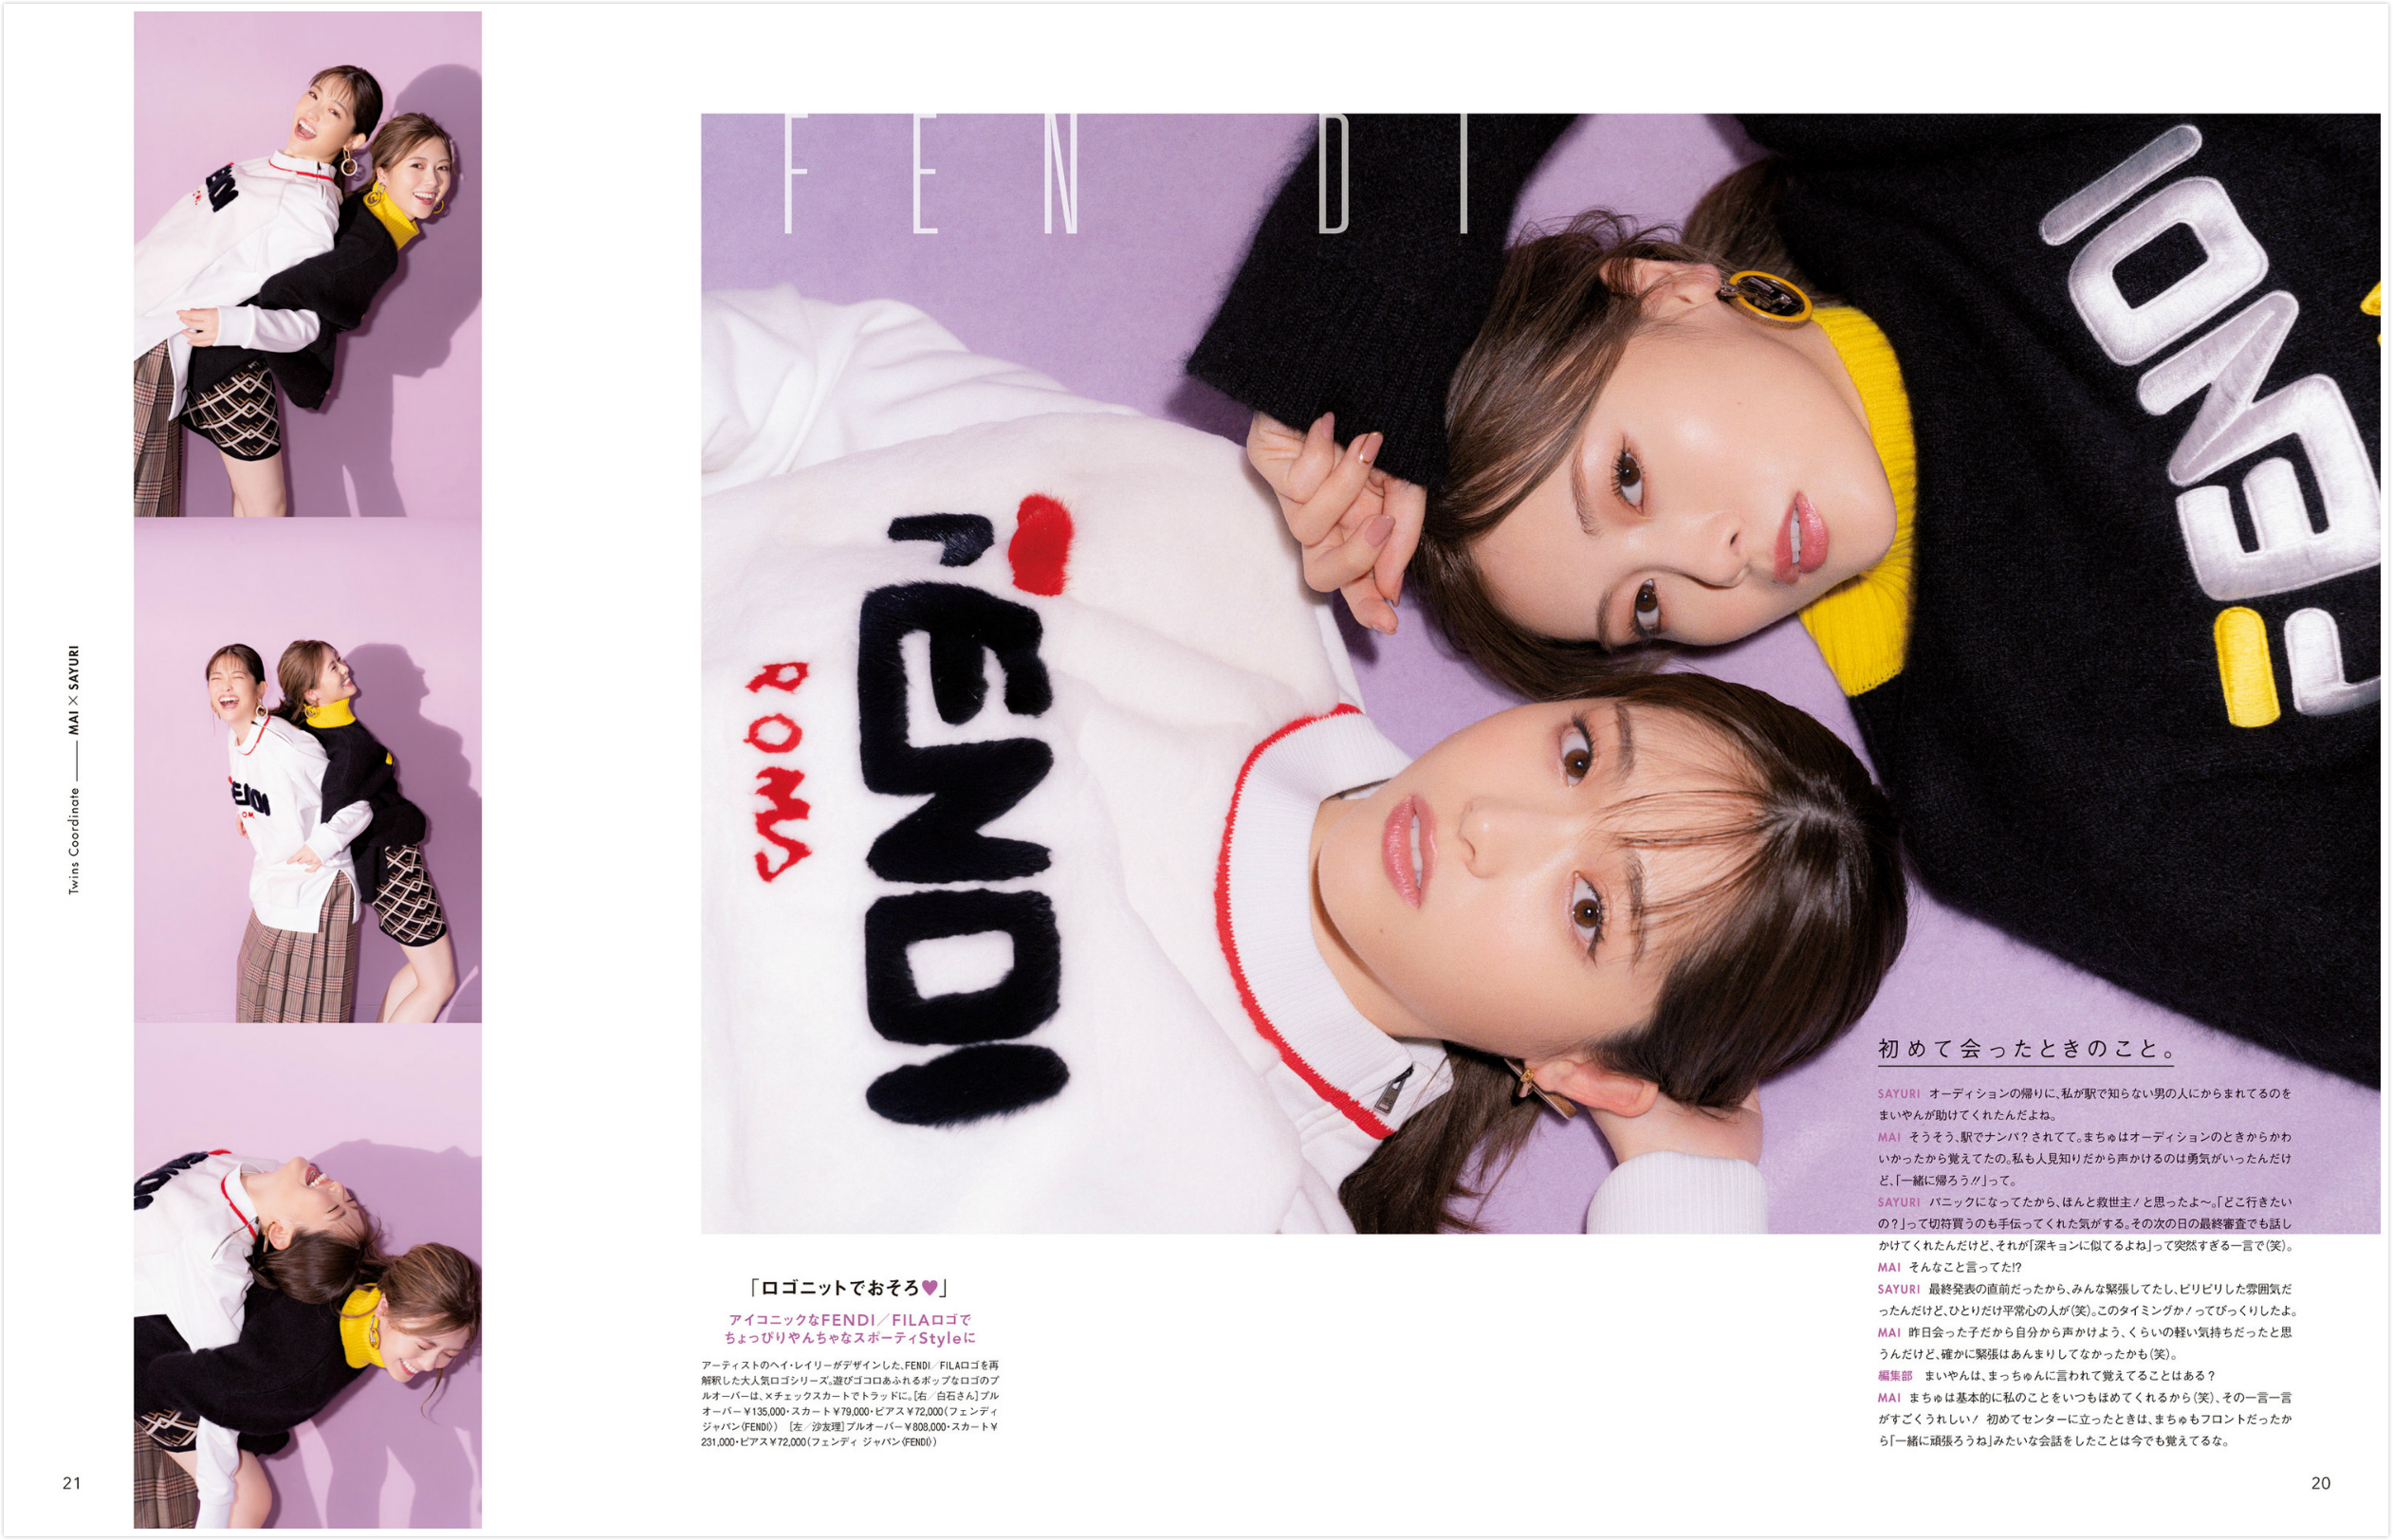 FENDI
FENDI
FENDI
ROMA
初めて会ったときのこと。
SAYURI オーディションの帰りに、私が駅で知らない男の人にからまれてるのを
まいやんが助けてくれたんだよね。
MAI そうそう、駅でナンパ?されてて。まちゅはオーディションのときからかわ
いかったから覚えてたの。私も人見知りだから声かけるのは勇気がいったんだけ
ど、「一緒に帰ろう!!」って。
SAYURI パニックになってたから、ほんと救世主!と思ったよ〜。「どこ行きたい
の?」って切符買うのも手伝ってくれた気がする。その次の日の最終審査でも話し
かけてくれたんだけど、それが「深キョンに似てるよね」って突然すぎる一言で(笑)。
MAI そんなこと言ってた!?
SAYURI 最終発表の直前だったから、みんな緊張してたし、ピリピリした雰囲気だ
ったんだけど、ひとりだけ平常心の人が(笑)。このタイミングか!ってびっくりしたよ。
MAI 昨日会った子だから自分から声かけよう、くらいの軽い気持ちだったと思
うんだけど、確かに緊張はあんまりしてなかったかも(笑)。
編集部 まいやんは、まっちゅんに言われて覚えてることはある?
MAI まちゅは基本的に私のことをいつもほめてくれるから(笑)、その一言一言
がすごくうれしい! 初めてセンターに立ったときは、まちゅもフロントだったか
ら「一緒に頑張ろうね」みたいな会話をしたことは今でも覚えてるな。
「ロゴニットでおそろ♥」
アイコニックなFENDI/FILAロゴで
ちょっぴりやんちゃなスポーティStyleに
アーティストのヘイ・レイリーがデザインした、FENDI/FILAロゴを再
解釈した大人気ロゴシリーズ。遊びゴコロあふれるポップなロゴのプ
ルオーバーは、×チェックスカートでトラッドに。[右/白石さん]プル
オーバー¥135,000・スカート¥79,000・ピアス¥72,000(フェンディ
ジャパン〈FENDI〉) [左/沙友理]プルオーバー¥808,000・スカート¥
231,000・ピアス¥72,000(フェンディ ジャパン〈FENDI〉)
20
Twins Coordinate —— MAI × SAYURI
21